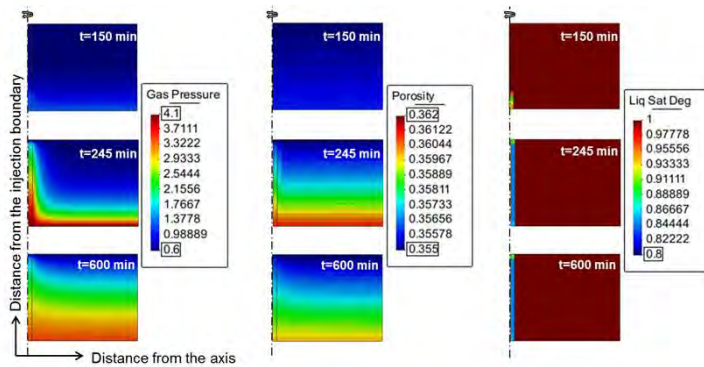 t=150 min
Gas Pressure
4.1
3.7111
3.3222
2.9333
2.5444
2.1556
1.7667
1.3778
0.98889
0.6
t=245 min
t=600 min
t=150 min
Porosity
0.362
0.36122
0.36044
0.35967
0.35889
0.35811
0.35733
0.35656
0.35578
0.355
t=245 min
t=600 min
t=150 min
Liq Sat Deg
1
0.97778
0.95556
0.93333
0.91111
0.88889
0.86667
0.84444
0.82222
0.8
t=245 min
t=600 min
Distance from the injection boundary
Distance from the axis